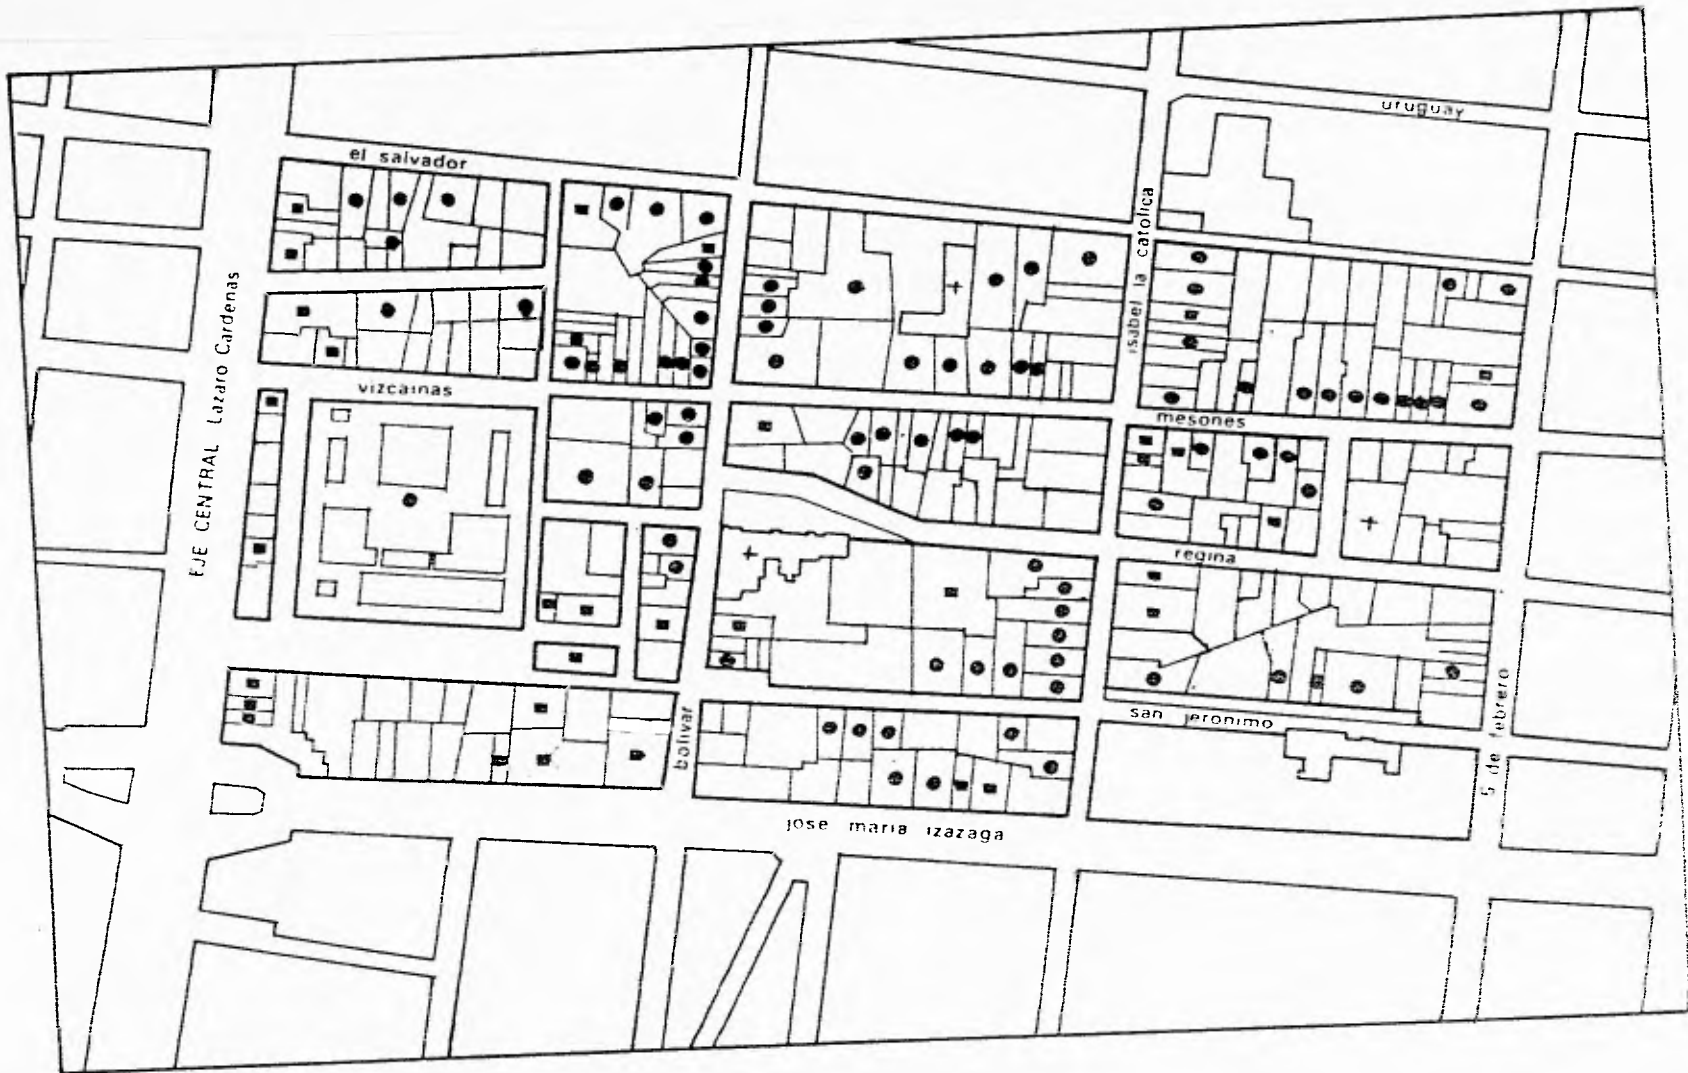 uruguay
el salvador
isabel la catolica
EJE CENTRAL Lazaro Cardenas
vizcainas
mesones
regina
san jeronimo
bolivar
5 de febrero
jose maria izazaga